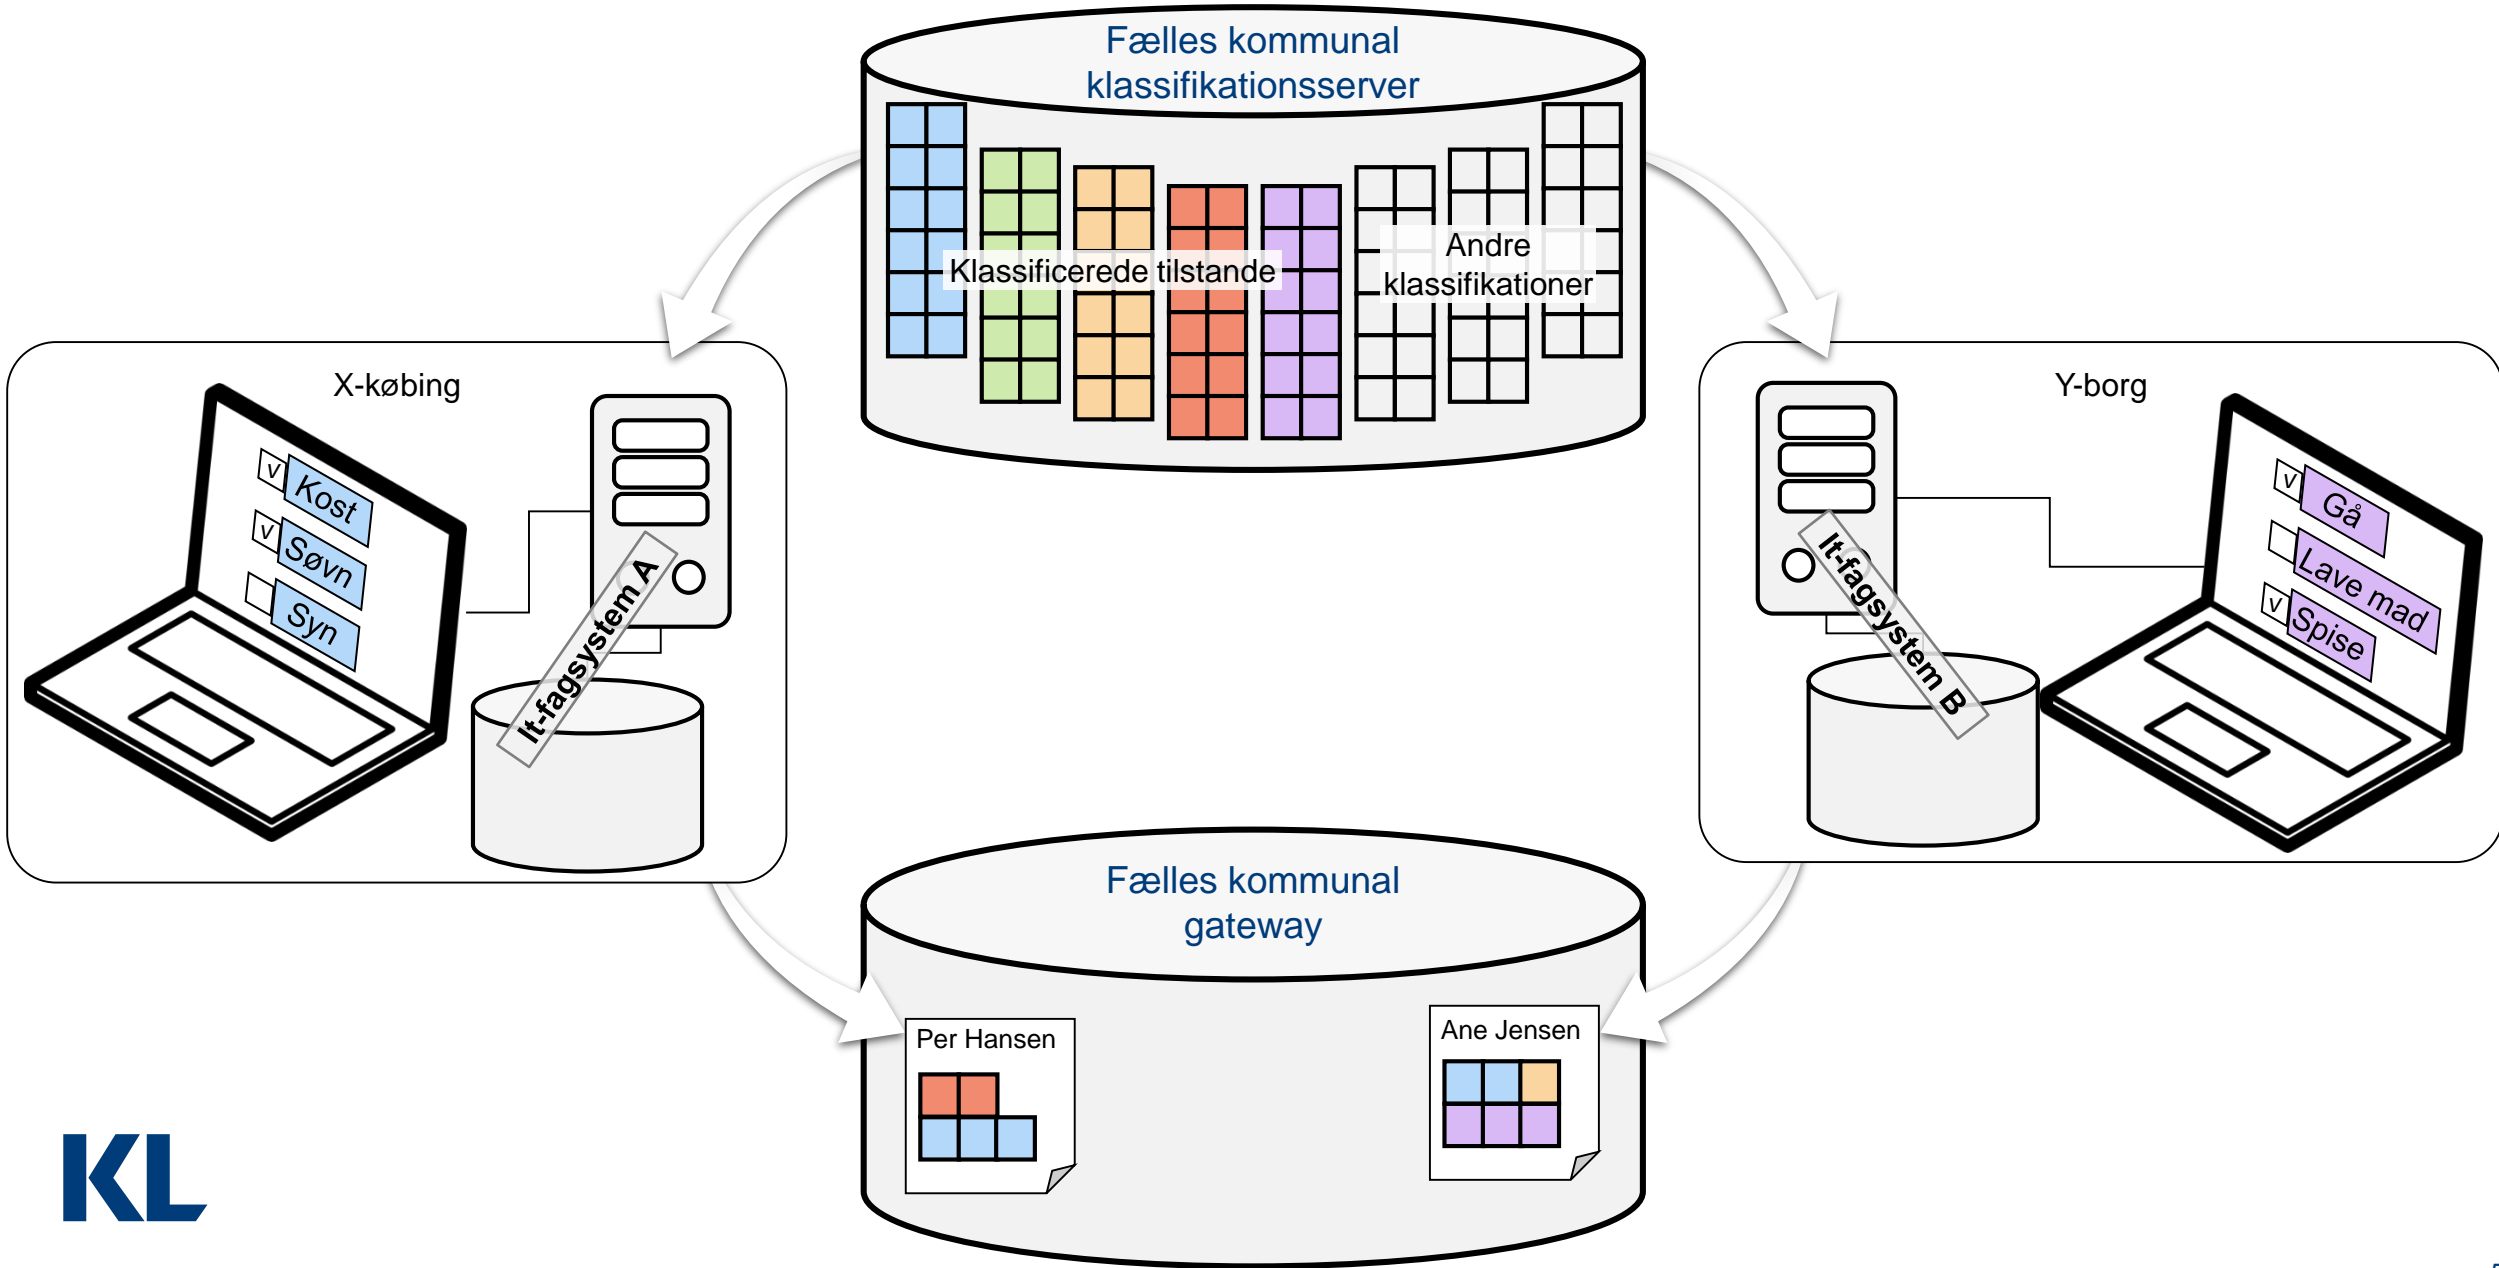 Fælles kommunal
klassifikationsserver
Klassificerede tilstande
Andre
klassifikationer
X-købing
v Kost
v Søvn
Syn
It-fagsystem A
Y-borg
v Gå
Lave mad
v Spise
It-fagsystem B
Fælles kommunal
gateway
Per Hansen
Ane Jensen
KL